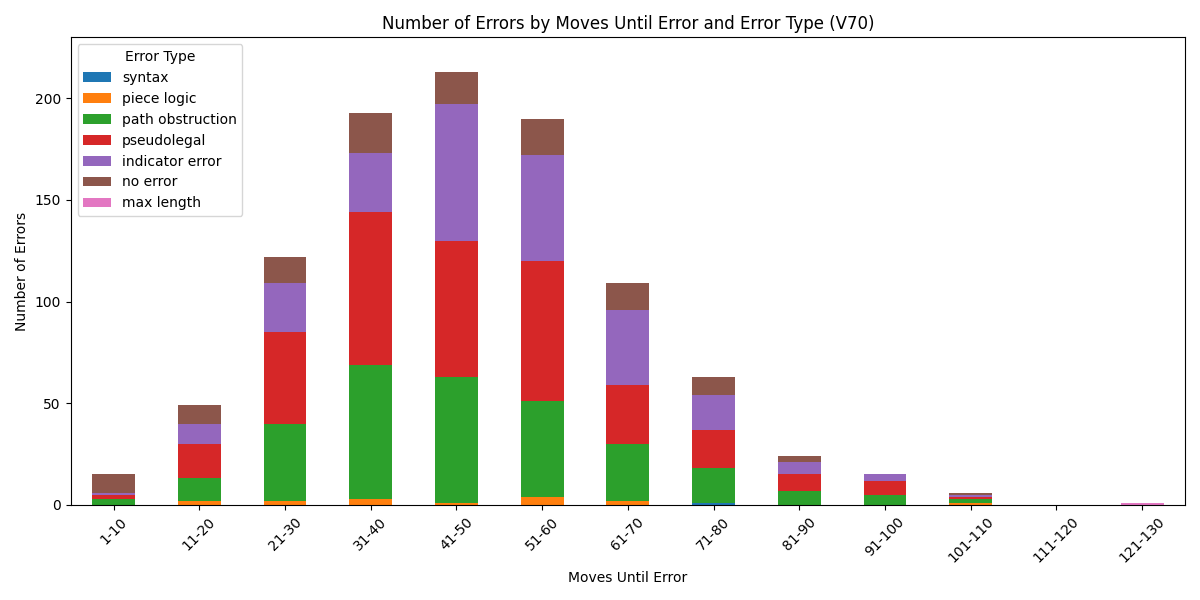 Number of Errors by Moves Until Error and Error Type (V70)
Error Type
syntax
piece logic
path obstruction
pseudolegal
indicator error
no error
max length
Number of Errors
200
150
100
50
0
1-10
11-20
21-30
31-40
41-50
51-60
61-70
71-80
81-90
91-100
101-110
111-120
121-130
Moves Until Error